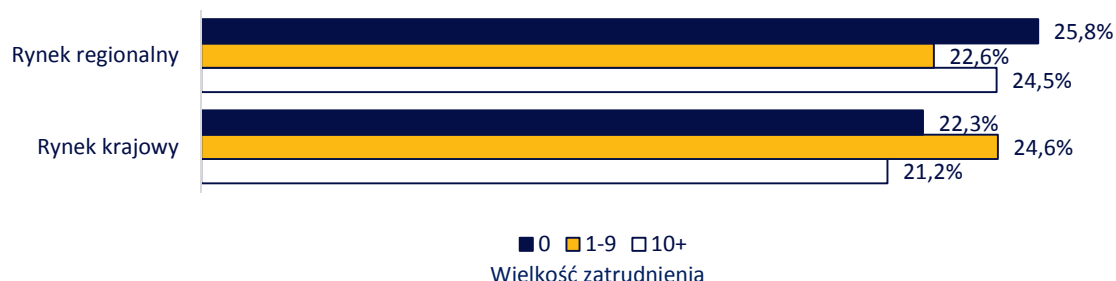 25,8%
Rynek regionalny
22,6%
24,5%
22,3%
Rynek krajowy
24,6%
21,2%
0 1-9 10+
Wielkość zatrudnienia